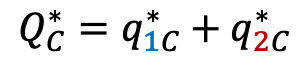 Q*C = q*1C + q*2C